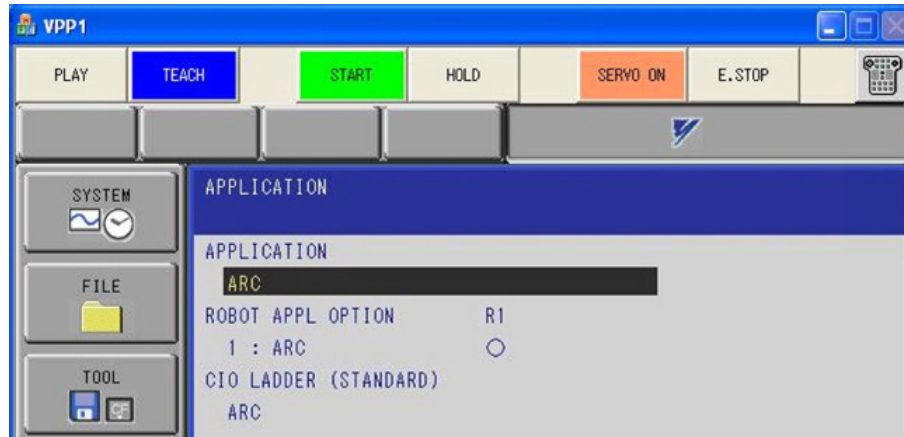 VPP1
PLAY TEACH START HOLD SERVO ON E.STOP
SYSTEM
FILE
TOOL
CF
APPLICATION
APPLICATION
ARC
ROBOT APPL OPTION R1
1 : ARC ○
CIO LADDER (STANDARD)
ARC